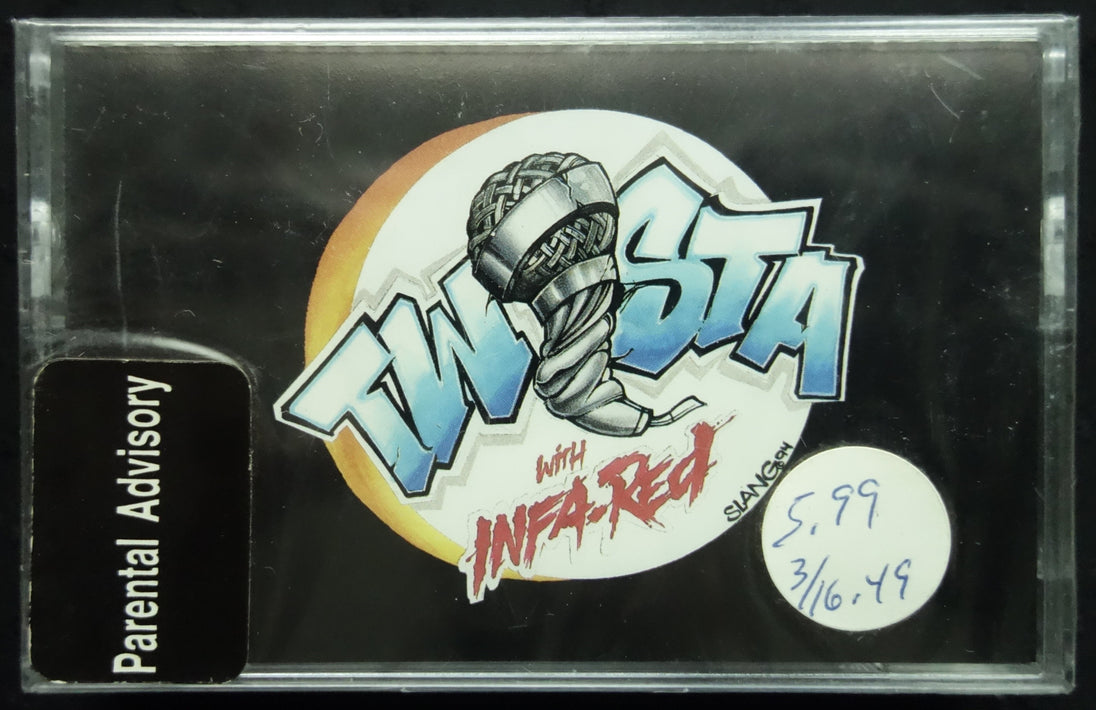 TWISTA
WITH
INFA-Red
SLANG 94
Parental Advisory
5.99
3/16.49